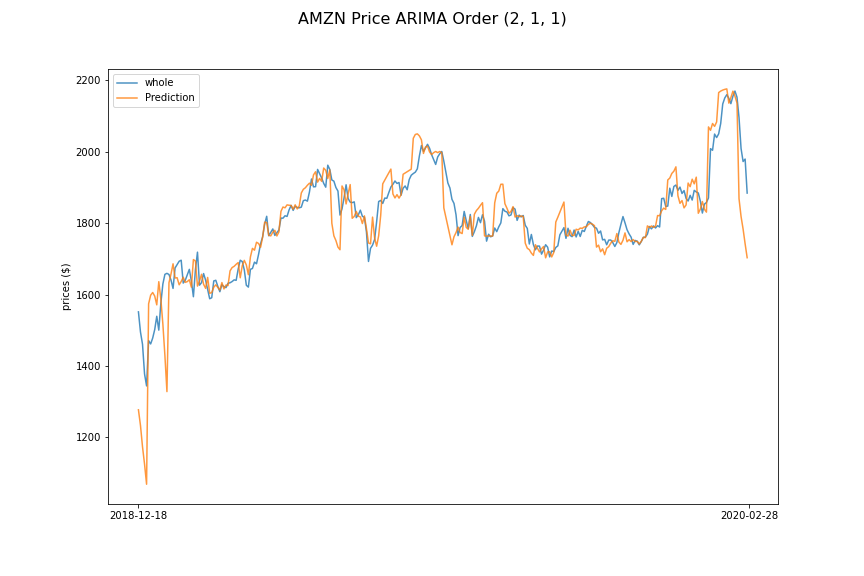 AMZN Price ARIMA Order (2, 1, 1)
whole
Prediction
2200
2000
1800
1600
1400
1200
prices ($)
2018-12-18
2020-02-28